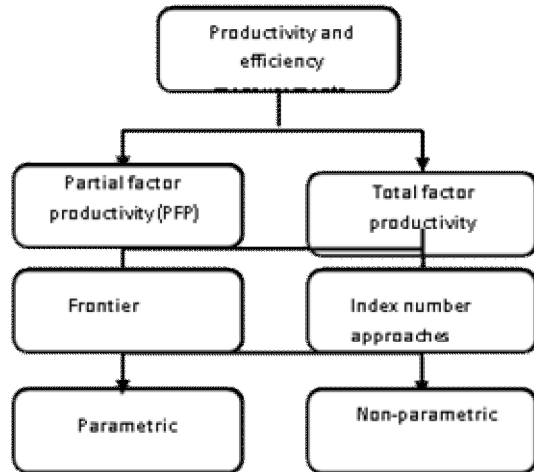 Productivity and
efficiency
Partial factor
productivity (PFP)
Total factor
productivity
Frontier
Index number
approaches
Parametric
Non-parametric